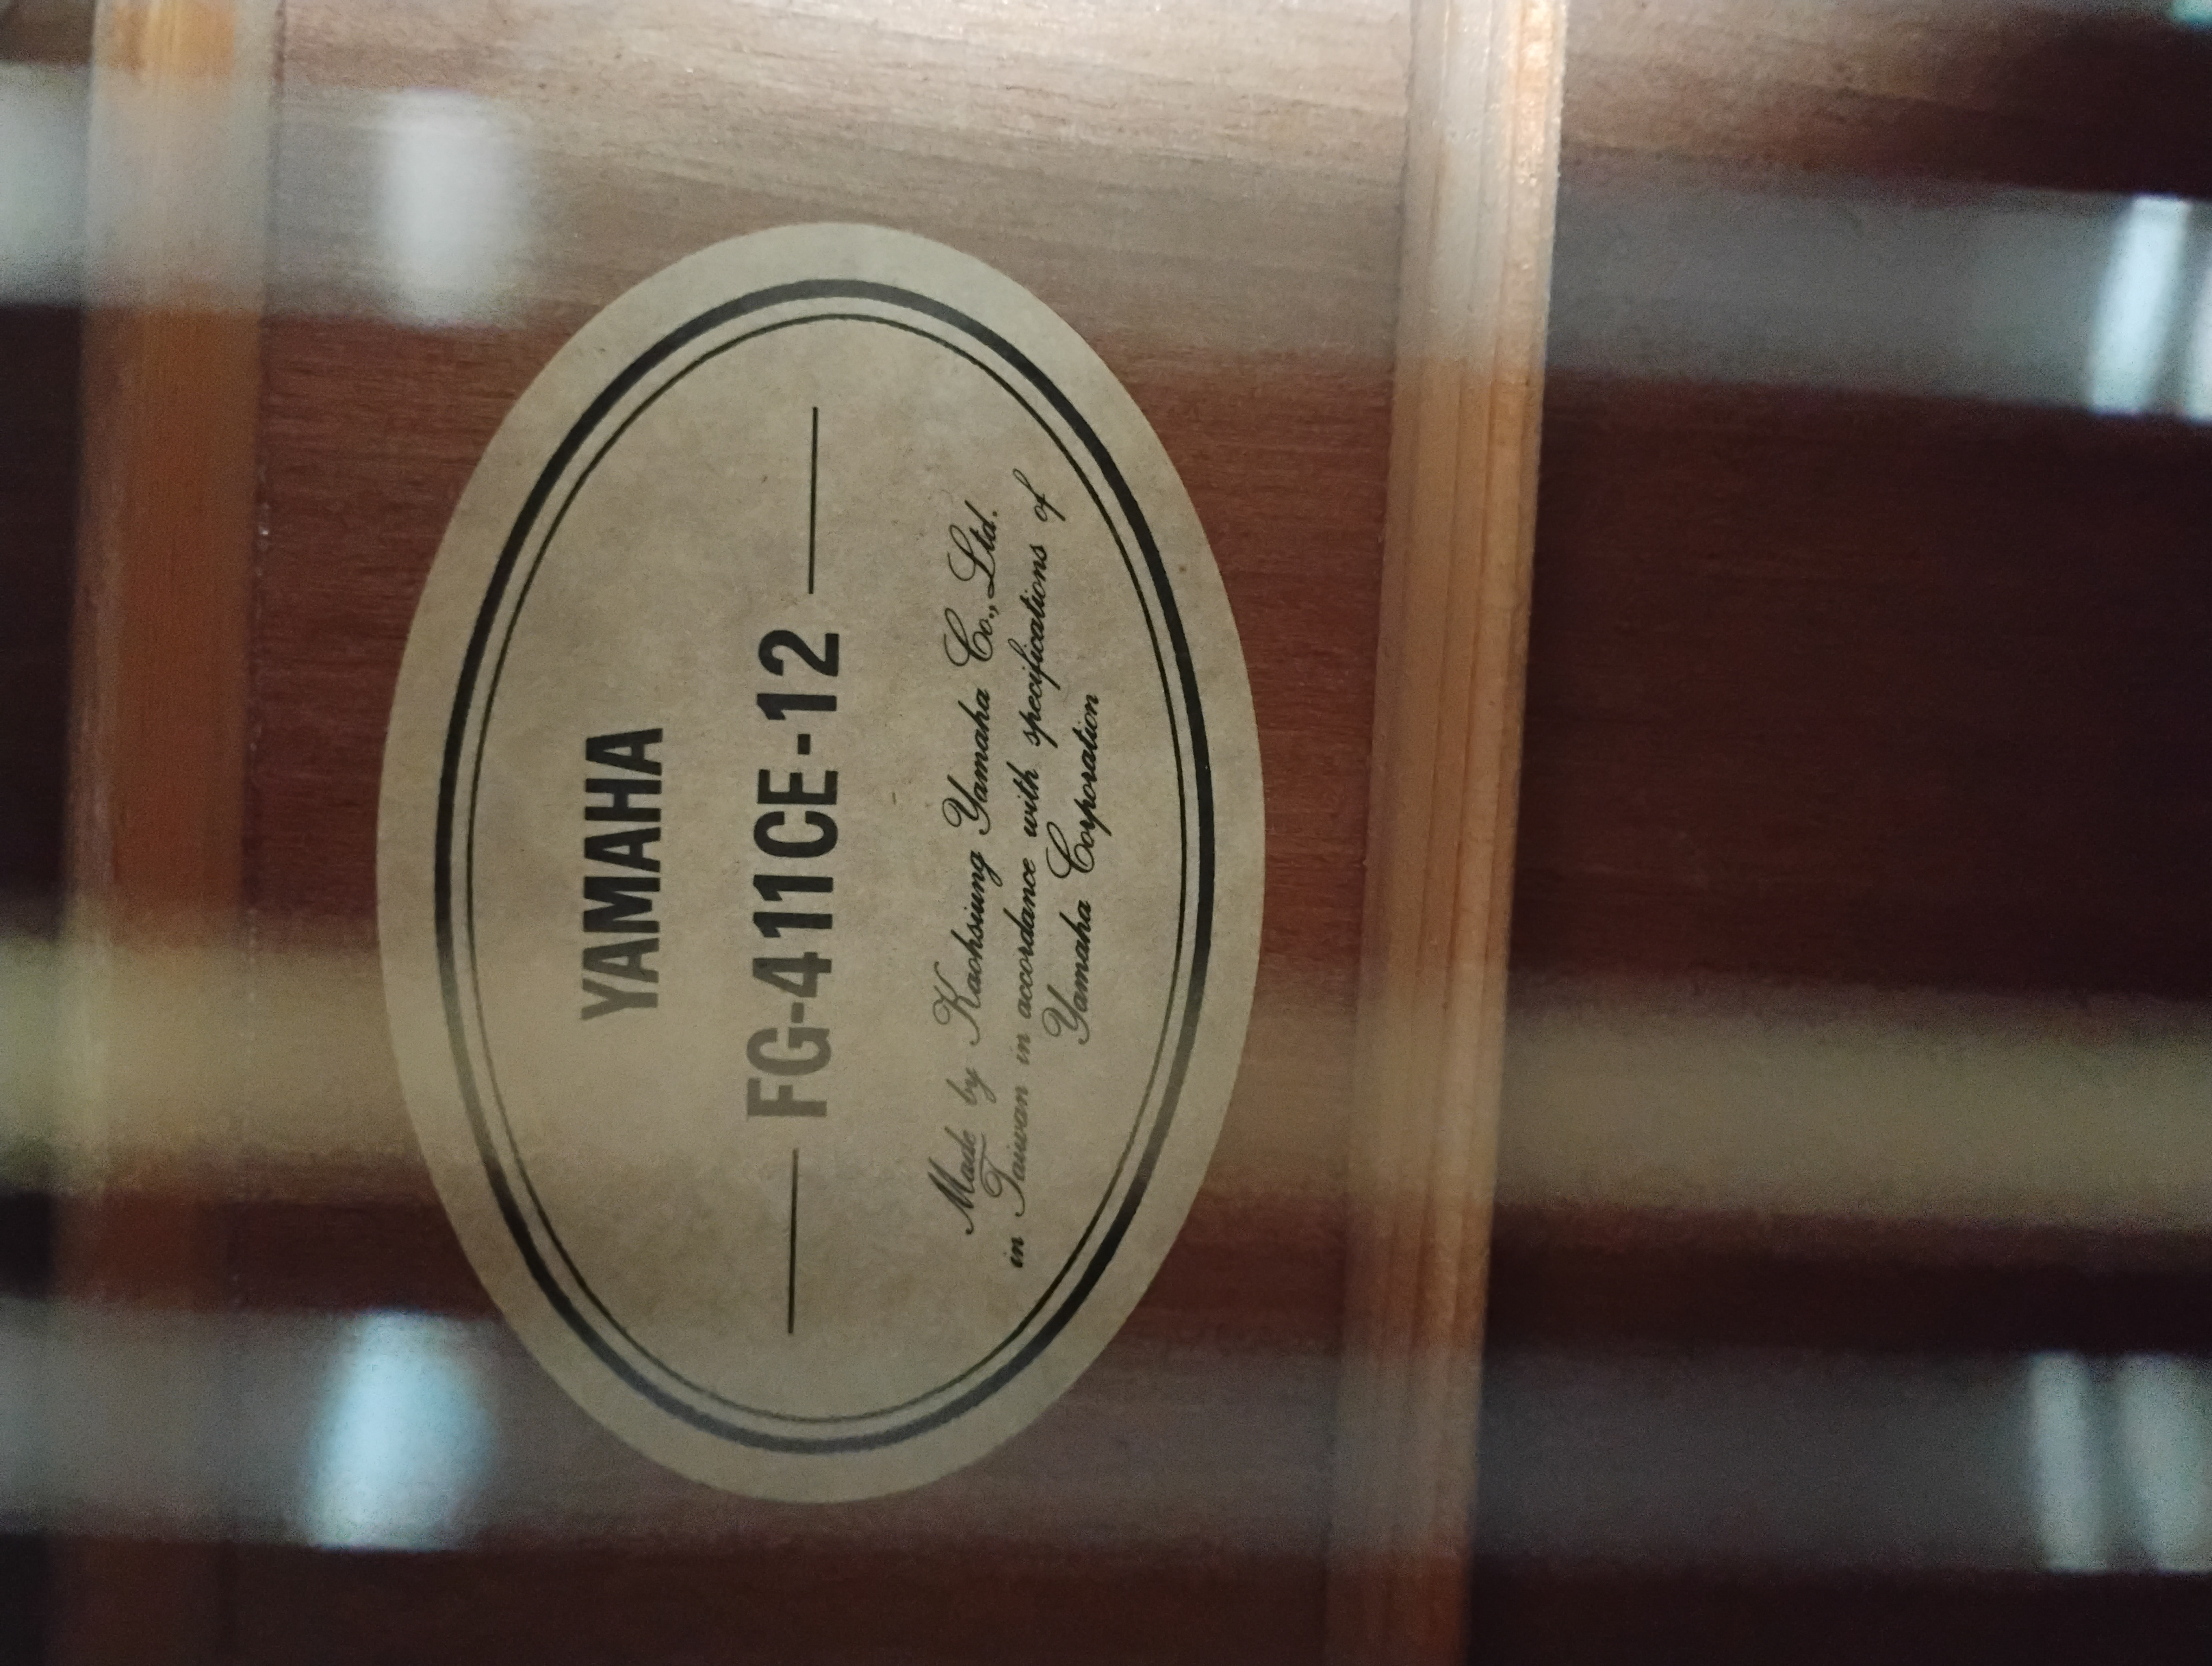 YAMAHA
FG-411CE-12
Made by Kaohsiung Yamaha Co., Ltd.
in Taiwan in accordance with specifications of
Yamaha Corporation